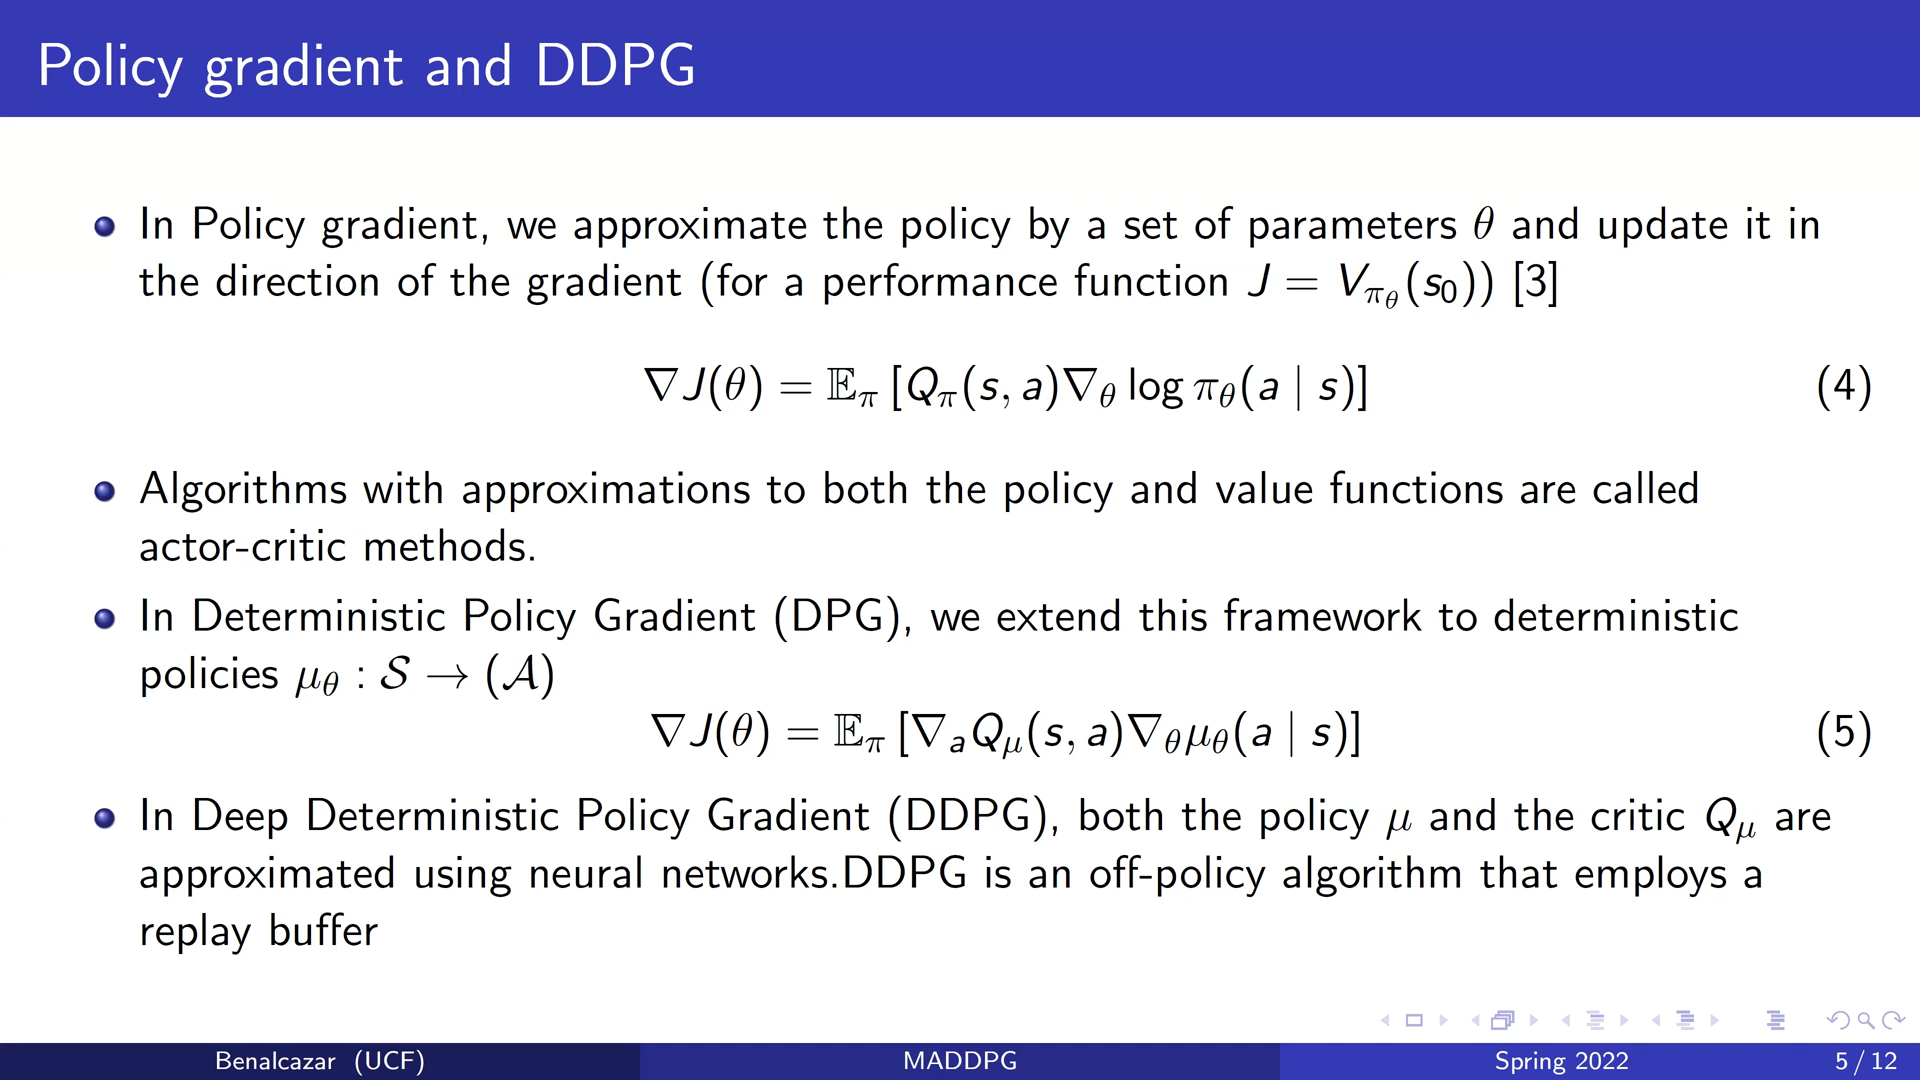 Policy gradient and DDPG
In Policy gradient, we approximate the policy by a set of parameters θ and update it in
the direction of the gradient (for a performance function J = V_{π_θ}(s₀)) [3]
∇J(θ) = 𝔼_π [Q_π(s, a)∇_θ log π_θ(a | s)] (4)
Algorithms with approximations to both the policy and value functions are called
actor-critic methods.
In Deterministic Policy Gradient (DPG), we extend this framework to deterministic
policies μ_θ : 𝒮 → (𝒜)
∇J(θ) = 𝔼_π [∇_a Q_μ(s, a)∇_θ μ_θ(a | s)] (5)
In Deep Deterministic Policy Gradient (DDPG), both the policy μ and the critic Q_μ are
approximated using neural networks.DDPG is an off-policy algorithm that employs a
replay buffer
Benalcazar (UCF) MADDPG Spring 2022 5 / 12